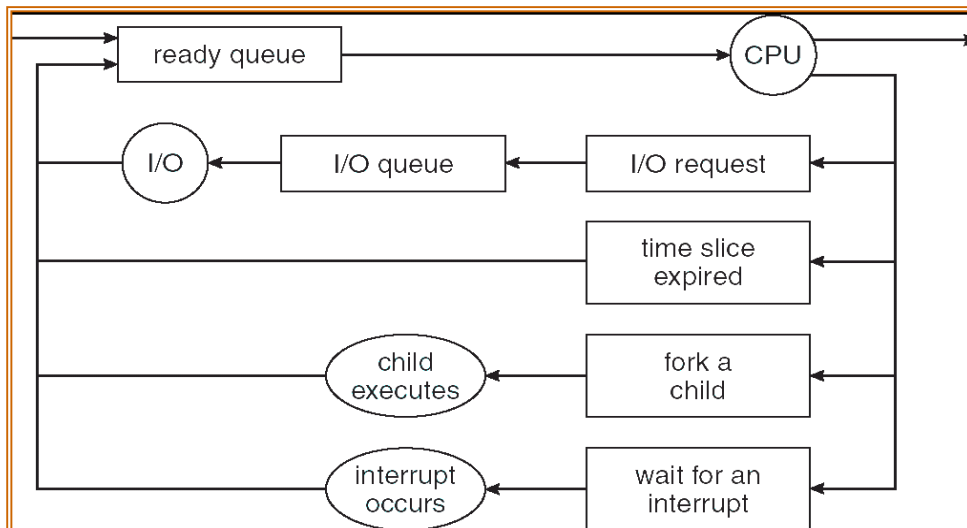 ready queue
CPU
I/O
I/O queue
I/O request
time slice
expired
child
executes
fork a
child
interrupt
occurs
wait for an
interrupt